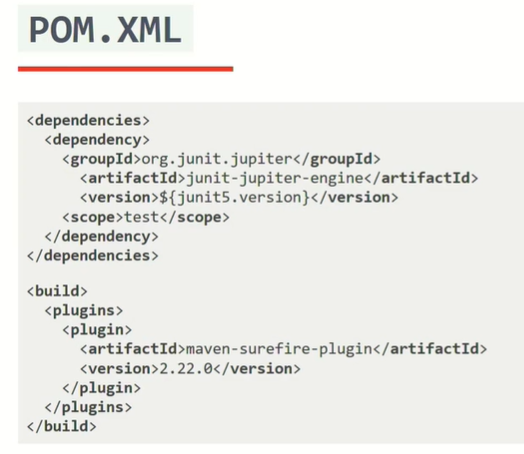 POM.XML
<dependencies>
<dependency>
<groupId>org.junit.jupiter</groupId>
<artifactId>junit-jupiter-engine</artifactId>
<version>${junit5.version}</version>
<scope>test</scope>
</dependency>
</dependencies>
<build>
<plugins>
<plugin>
<artifactId>maven-surefire-plugin</artifactId>
<version>2.22.0</version>
</plugin>
</plugins>
</build>